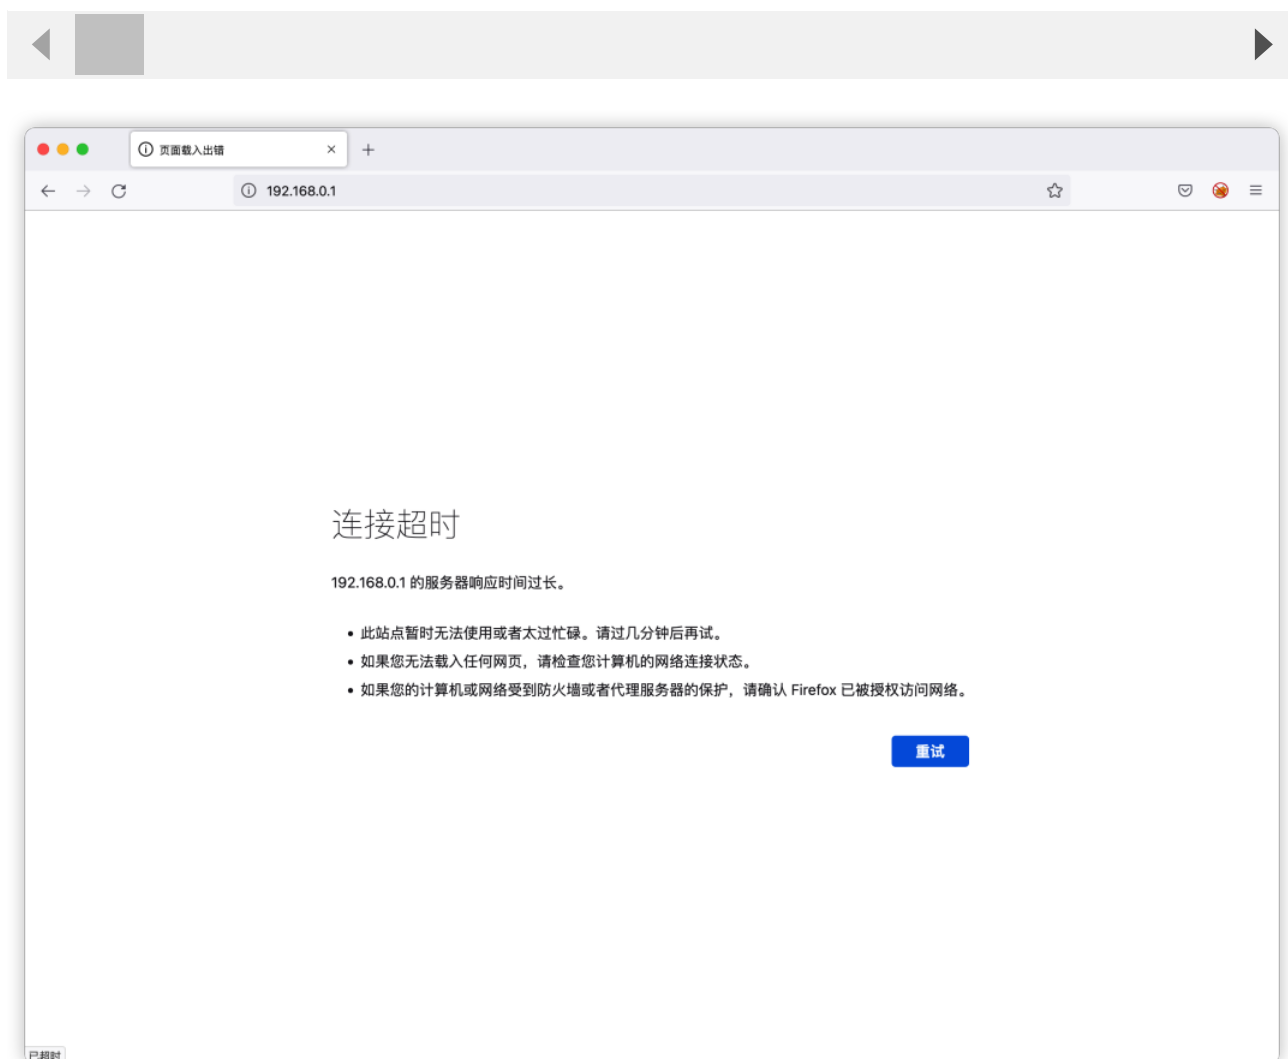 页面载入出错
192.168.0.1
连接超时
192.168.0.1 的服务器响应时间过长。
此站点暂时无法使用或者太过忙碌。请过几分钟后再试。
如果您无法载入任何网页，请检查您计算机的网络连接状态。
如果您的计算机或网络受到防火墙或者代理服务器的保护，请确认 Firefox 已被授权访问网络。
重试
已超时